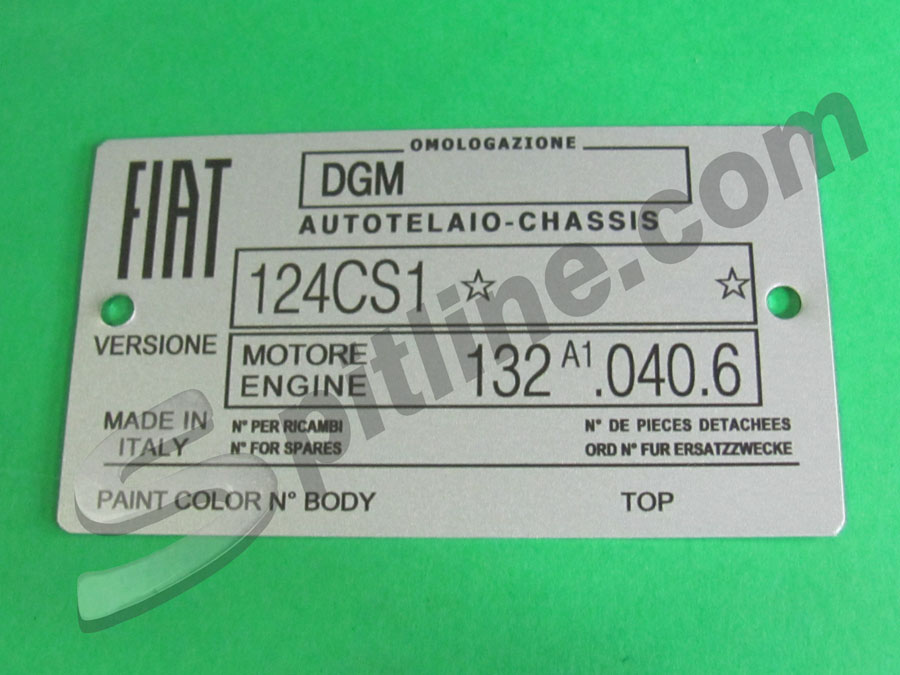 FIAT
OMOLOGAZIONE
DGM
AUTOTELAIO-CHASSIS
124CS1 ☆ ☆
VERSIONE
MOTORE
ENGINE
132 A1 .040.6
MADE IN
ITALY
N° PER RICAMBI
N° FOR SPARES
N° DE PIECES DETACHEES
ORD N° FUR ERSATZZWECKE
PAINT COLOR N° BODY
TOP
Spitline.com